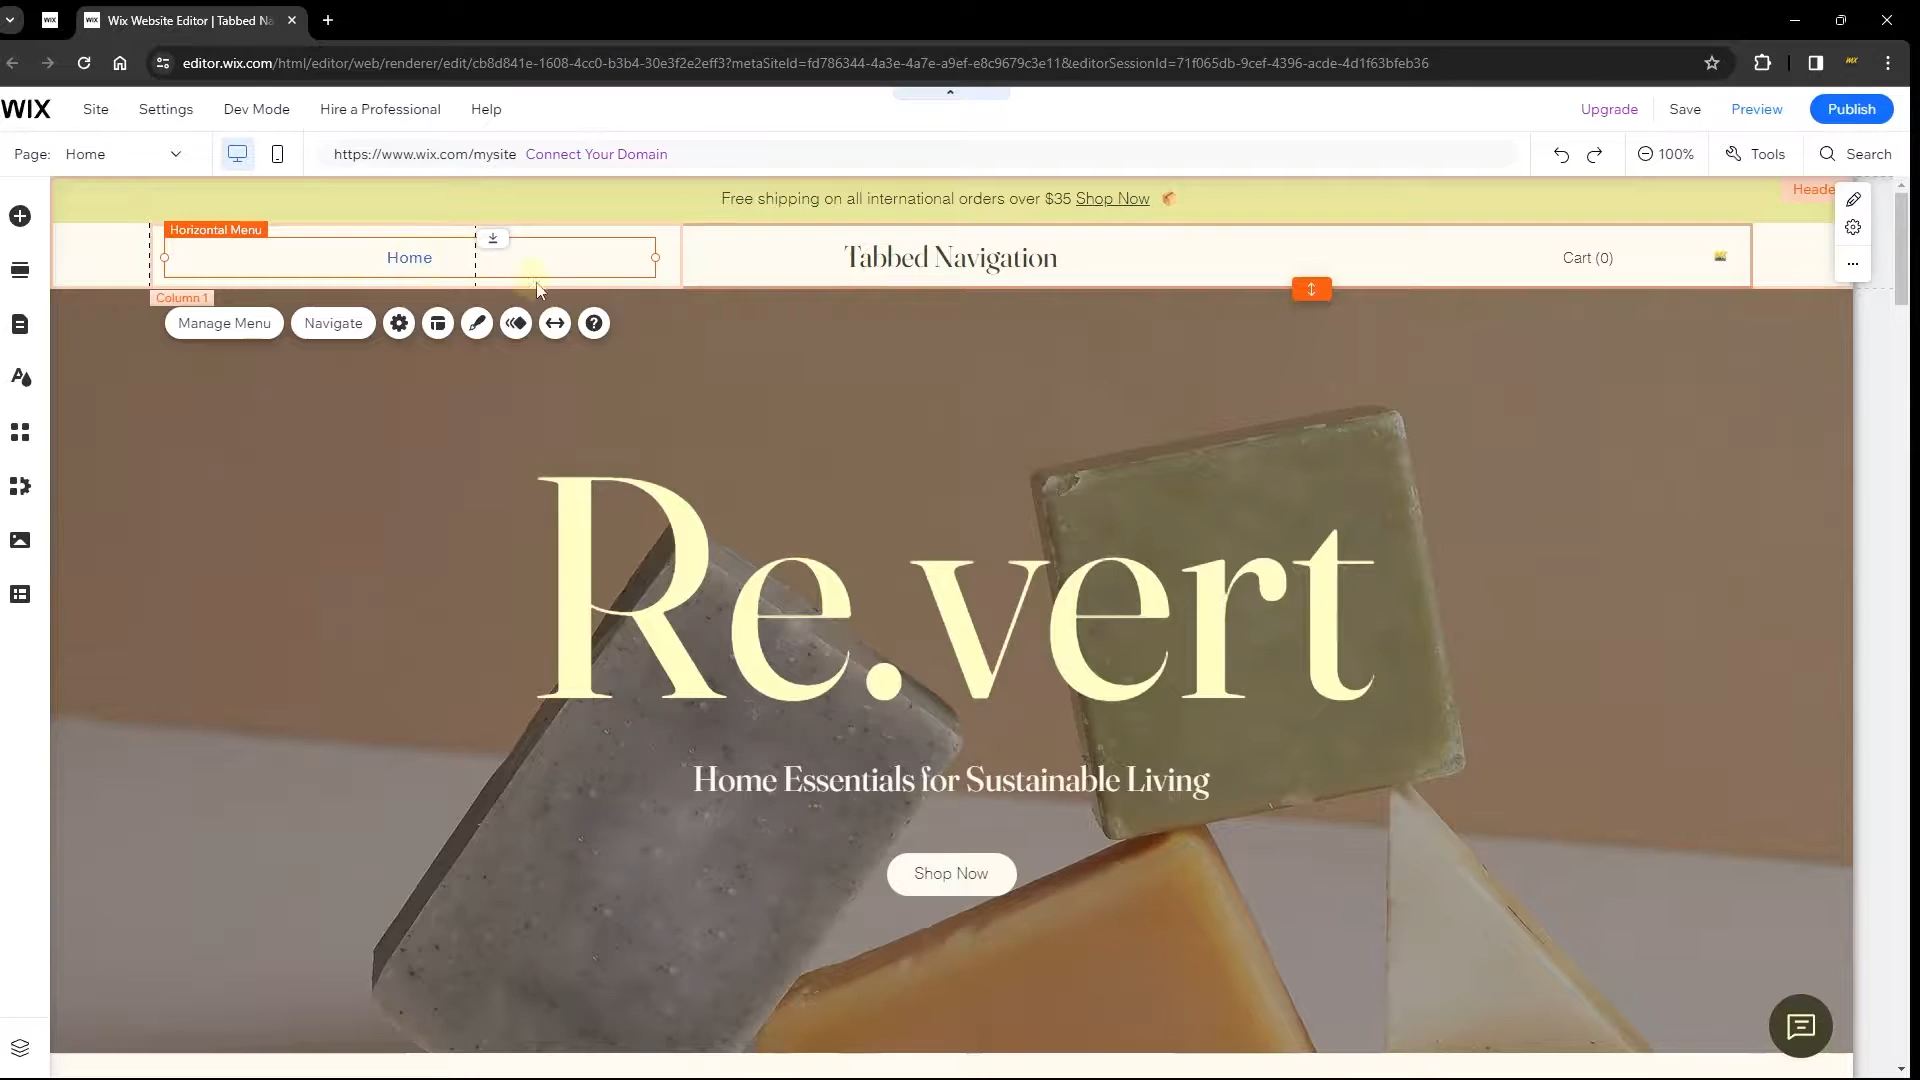 WIX
WIX Wix Website Editor | Tabbed Na
editor.wix.com/html/editor/web/renderer/edit/cb8d841e-1608-4cc0-b3b4-30e3f2e2eff3?metaSiteId=fd786344-4a3e-4a7e-a9ef-e8c9679c3e11&editorSessionId=71f065db-9cef-4396-acde-4d1f63bfeb36
WIX Site Settings Dev Mode Hire a Professional Help Upgrade Save Preview Publish
Page: Home https://www.wix.com/mysite Connect Your Domain 100% Tools Search
Free shipping on all international orders over $35 Shop Now
Heade
Horizontal Menu
Home Tabbed Navigation Cart (0)
Column 1
Manage Menu Navigate
Re.vert
Home Essentials for Sustainable Living
Shop Now